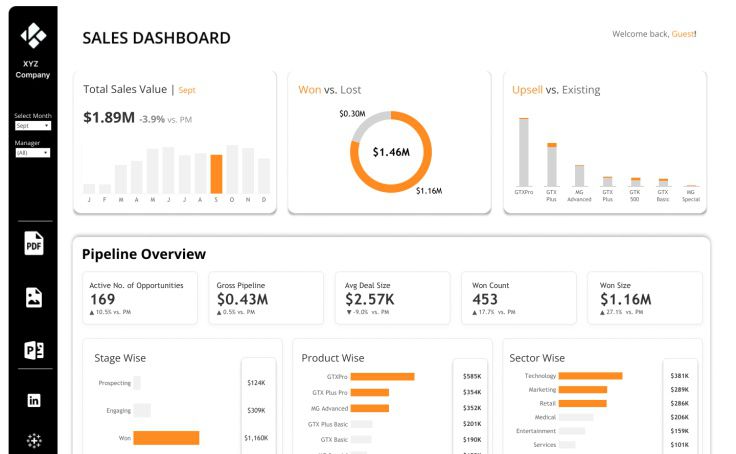 XYZ
Company
Select Month
Sept
Manager
(All)
PDF
P
in
SALES DASHBOARD
Welcome back, Guest!
Total Sales Value | Sept
$1.89M -3.9% vs. PM
J F M A M J J A S O N D
Won vs. Lost
$0.30M
$1.46M
$1.16M
Upsell vs. Existing
GTXPro
GTX
Plus
MG
Advanced
GTX
Plus
GTK
500
GTX
Basic
MG
Special
Pipeline Overview
Active No. of Opportunities
169
▲ 10.5% vs. PM
Gross Pipeline
$0.43M
▲ 0.5% vs. PM
Avg Deal Size
$2.57K
▼ -9.0% vs. PM
Won Count
453
▲ 17.7% vs. PM
Won Size
$1.16M
▲ 27.1% vs. PM
Stage Wise
Prospecting $124K
Engaging $309K
Won $1,160K
Product Wise
GTXPro $585K
GTX Plus Pro $354K
MG Advanced $352K
GTX Plus Basic $201K
GTX Basic $190K
Sector Wise
Technology $381K
Marketing $289K
Retail $286K
Medical $206K
Entertainment $159K
Services $101K